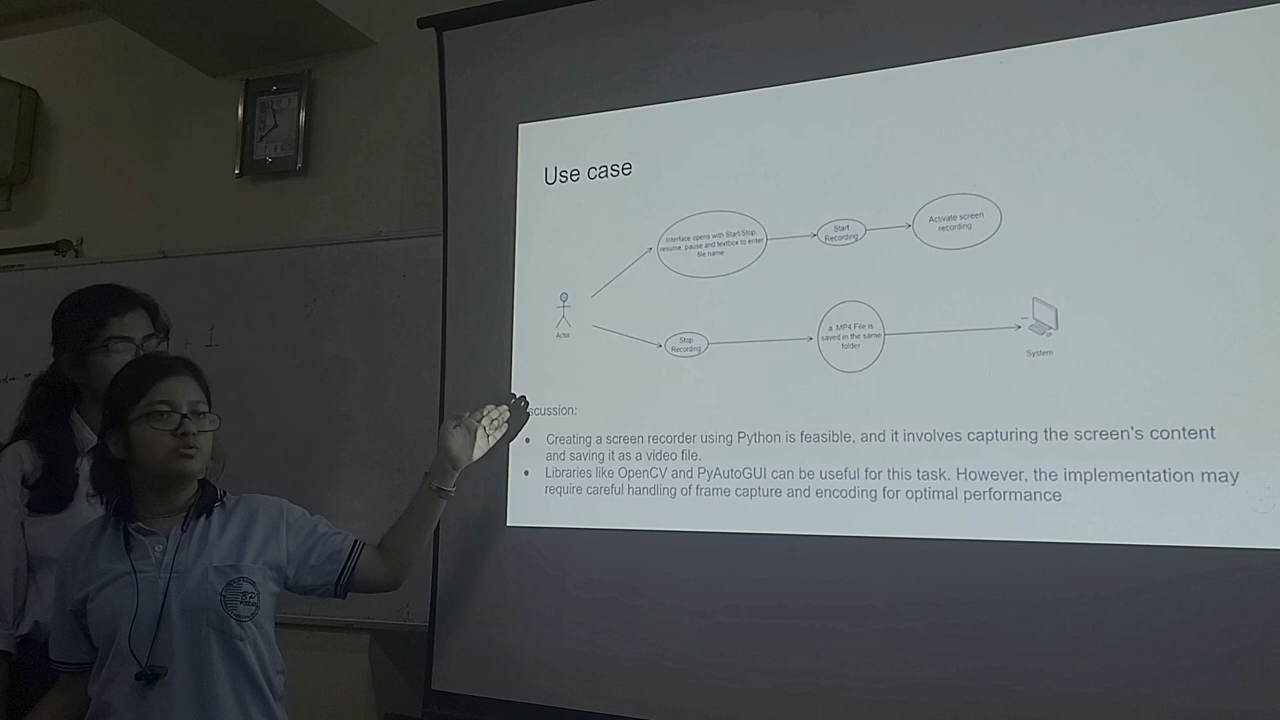 Use case
Interface opens with Start/Stop,
resume, pause and textbox to enter
file name
Start
Recording
Activate screen
recording
Actor
Stop
Recording
a .MP4 File is
saved in the same
folder
System
scussion:
• Creating a screen recorder using Python is feasible, and it involves capturing the screen's content
and saving it as a video file.
• Libraries like OpenCV and PyAutoGUI can be useful for this task. However, the implementation may
require careful handling of frame capture and encoding for optimal performance
1